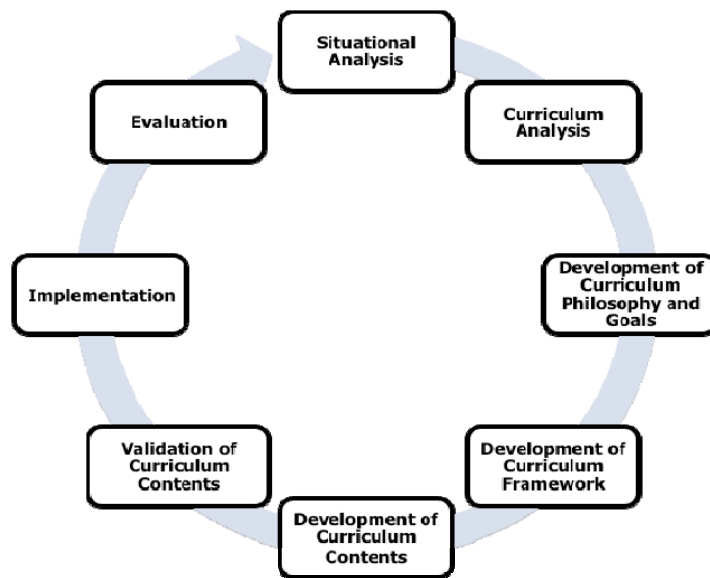 Situational
Analysis
Curriculum
Analysis
Development of
Curriculum
Philosophy and
Goals
Development of
Curriculum
Framework
Development of
Curriculum
Contents
Validation of
Curriculum
Contents
Implementation
Evaluation